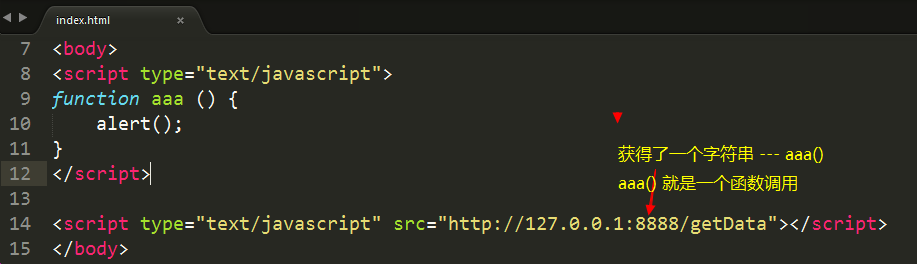 index.html ×
7 <body>
8 <script type="text/javascript">
9 function aaa () {
10     alert();
11 }
12 </script>
13
获得了一个字符串 --- aaa()
aaa() 就是一个函数调用
14 <script type="text/javascript" src="http://127.0.0.1:8888/getData"></script>
15 </body>